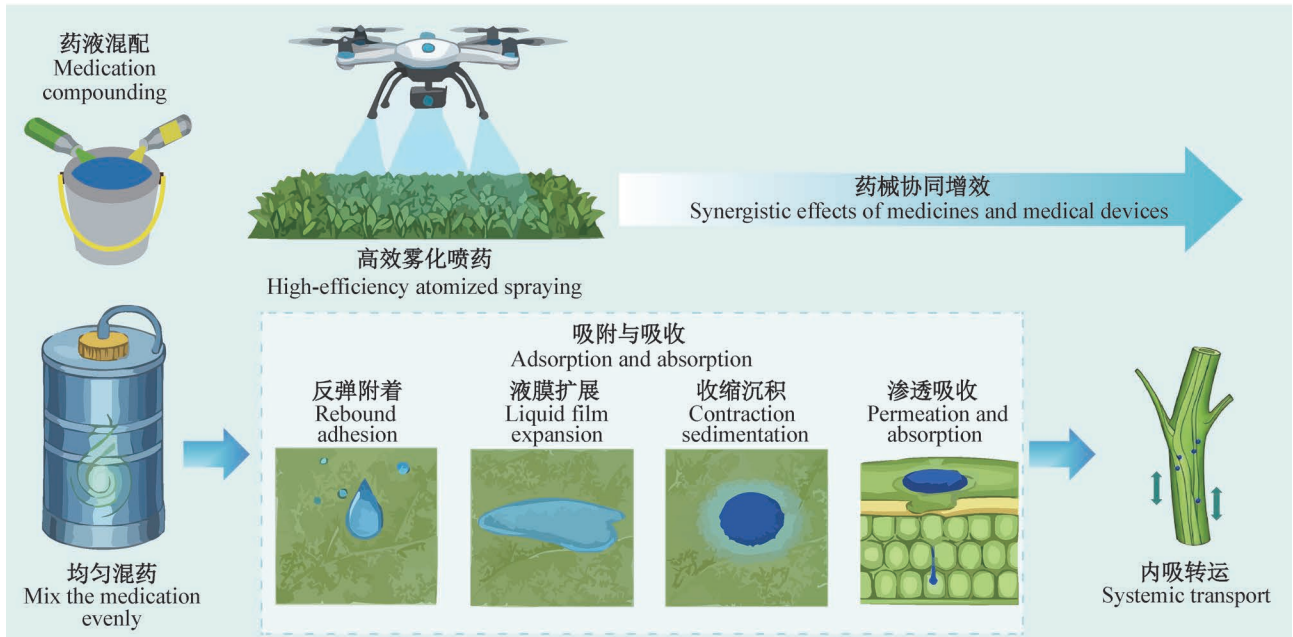 药液混配
Medication
compounding
高效雾化喷药
High-efficiency atomized spraying
药械协同增效
Synergistic effects of medicines and medical devices
均匀混药
Mix the medication
evenly
吸附与吸收
Adsorption and absorption
反弹附着
Rebound
adhesion
液膜扩展
Liquid film
expansion
收缩沉积
Contraction
sedimentation
渗透吸收
Permeation and
absorption
内吸转运
Systemic transport